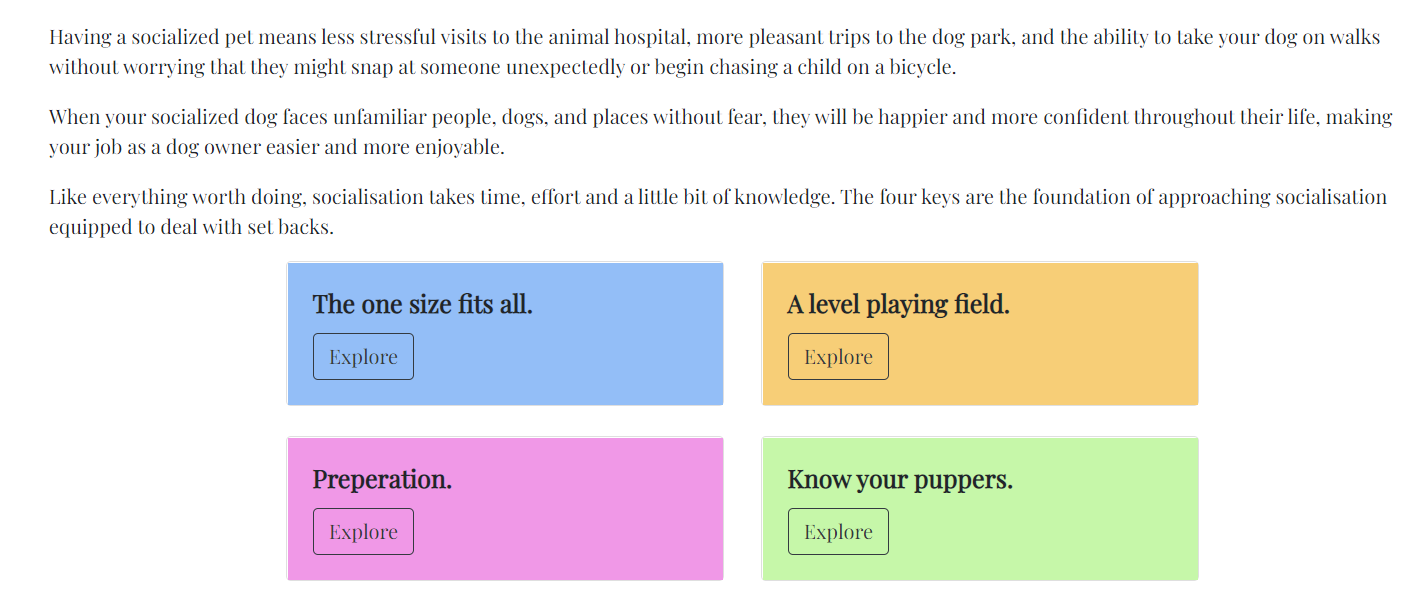 Having a socialized pet means less stressful visits to the animal hospital, more pleasant trips to the dog park, and the ability to take your dog on walks
without worrying that they might snap at someone unexpectedly or begin chasing a child on a bicycle.
When your socialized dog faces unfamiliar people, dogs, and places without fear, they will be happier and more confident throughout their life, making
your job as a dog owner easier and more enjoyable.
Like everything worth doing, socialisation takes time, effort and a little bit of knowledge. The four keys are the foundation of approaching socialisation
equipped to deal with set backs.
The one size fits all.
Explore
A level playing field.
Explore
Preperation.
Explore
Know your puppers.
Explore